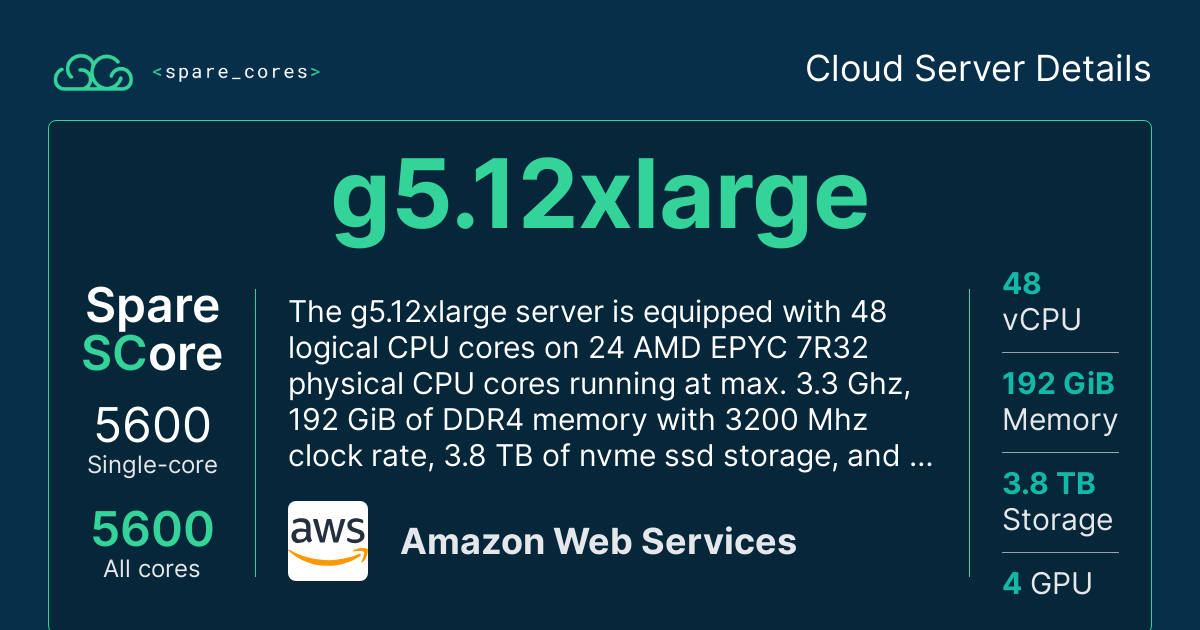 <spare_cores>
Cloud Server Details
g5.12xlarge
Spare
SCore
5600
Single-core
5600
All cores
The g5.12xlarge server is equipped with 48
logical CPU cores on 24 AMD EPYC 7R32
physical CPU cores running at max. 3.3 Ghz,
192 GiB of DDR4 memory with 3200 Mhz
clock rate, 3.8 TB of nvme ssd storage, and ...
aws
Amazon Web Services
48
vCPU
192 GiB
Memory
3.8 TB
Storage
4 GPU